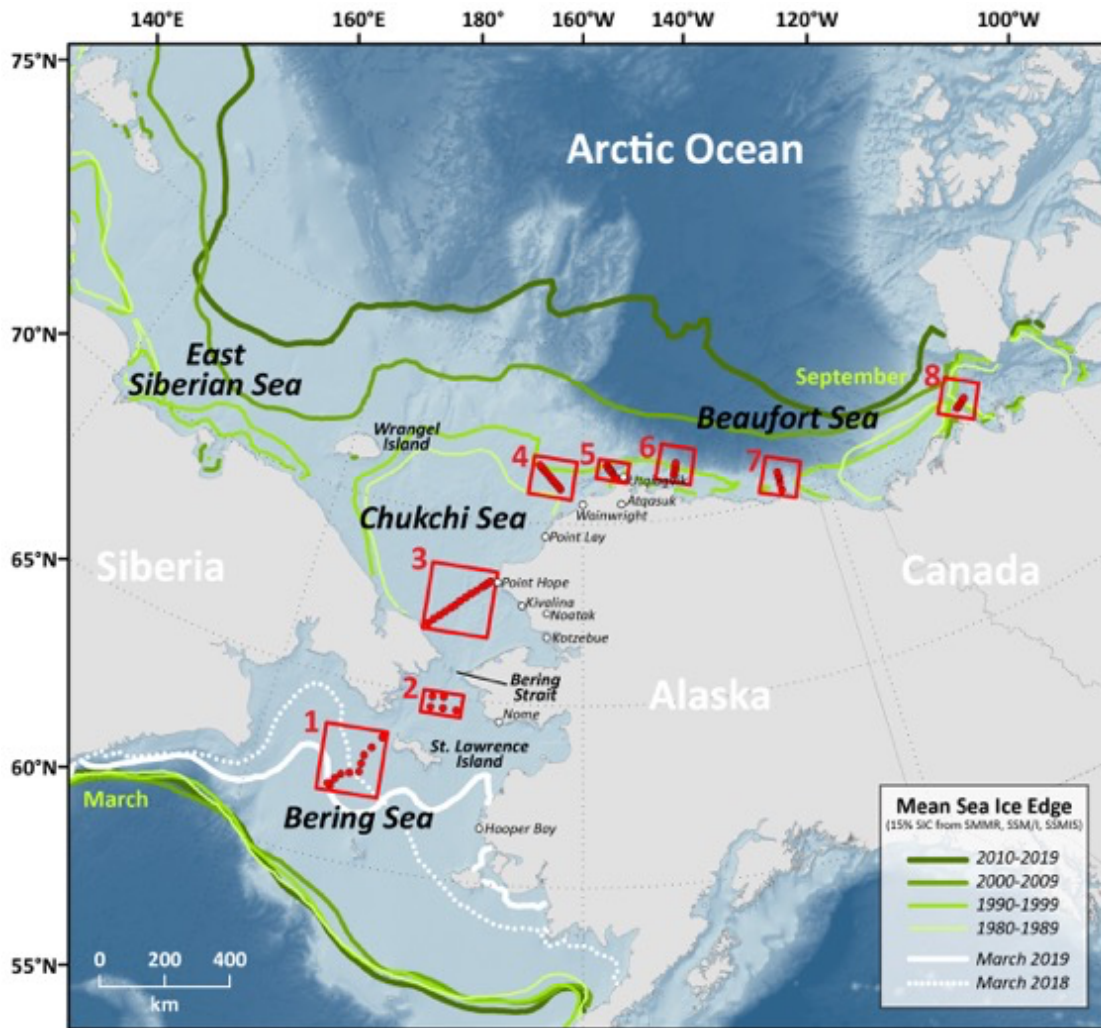 140°E 160°E 180° 160°W 140°W 120°W 100°W
75°N
Arctic Ocean
70°N
East
Siberian Sea
September
8
Beaufort Sea
Wrangel
Island
4
5
6
7
Utqiagvik
Atqasuk
Wainwright
Chukchi Sea
Point Lay
65°N
Siberia
Canada
3
Point Hope
Kivalina
Noatak
Kotzebue
Bering
Strait
Alaska
2
Nome
1
St. Lawrence
Island
60°N
March
Bering Sea
Hooper Bay
Mean Sea Ice Edge
(15% SIC from SMMR, SSM/I, SSMIS)
2010-2019
2000-2009
1990-1999
1980-1989
March 2019
March 2018
0 200 400
km
55°N